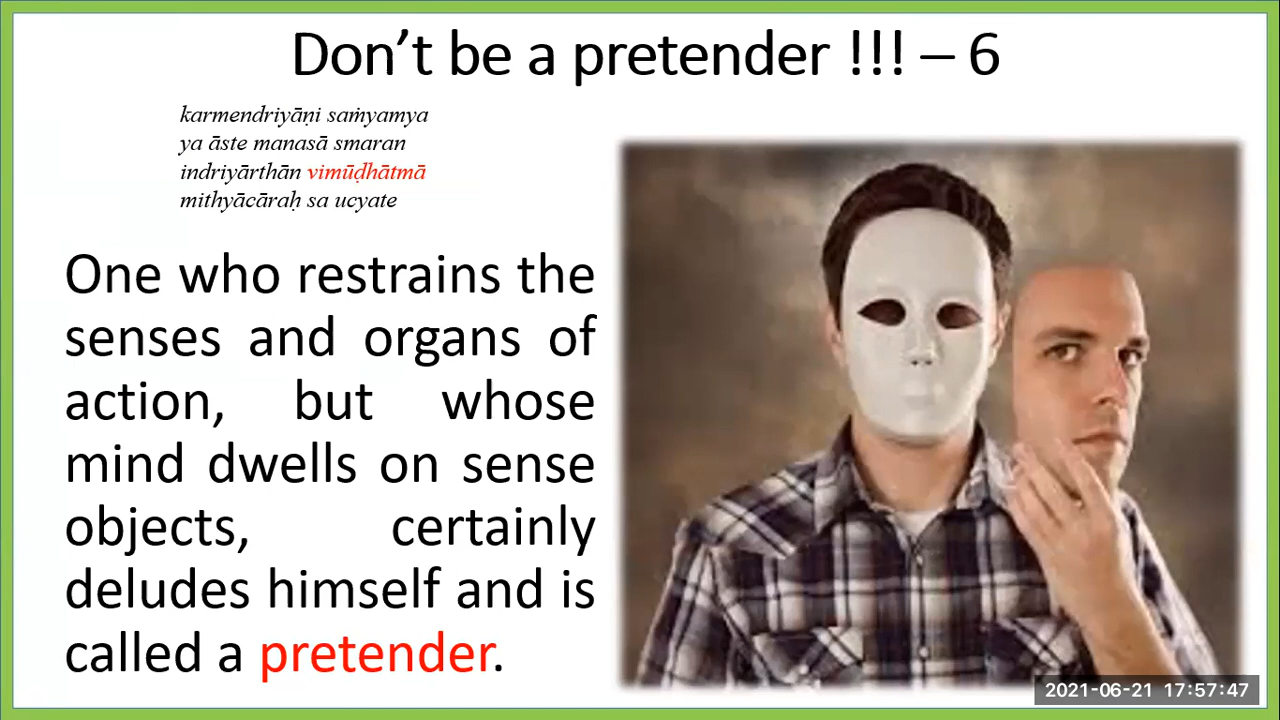 Don’t be a pretender !!! – 6
karmendriyāṇi saṁyamya
ya āste manasā smaran
indriyārthān vimūḍhātmā
mithyācāraḥ sa ucyate
One who restrains the
senses and organs of
action, but whose
mind dwells on sense
objects, certainly
deludes himself and is
called a pretender.
2021-06-21 17:57:47